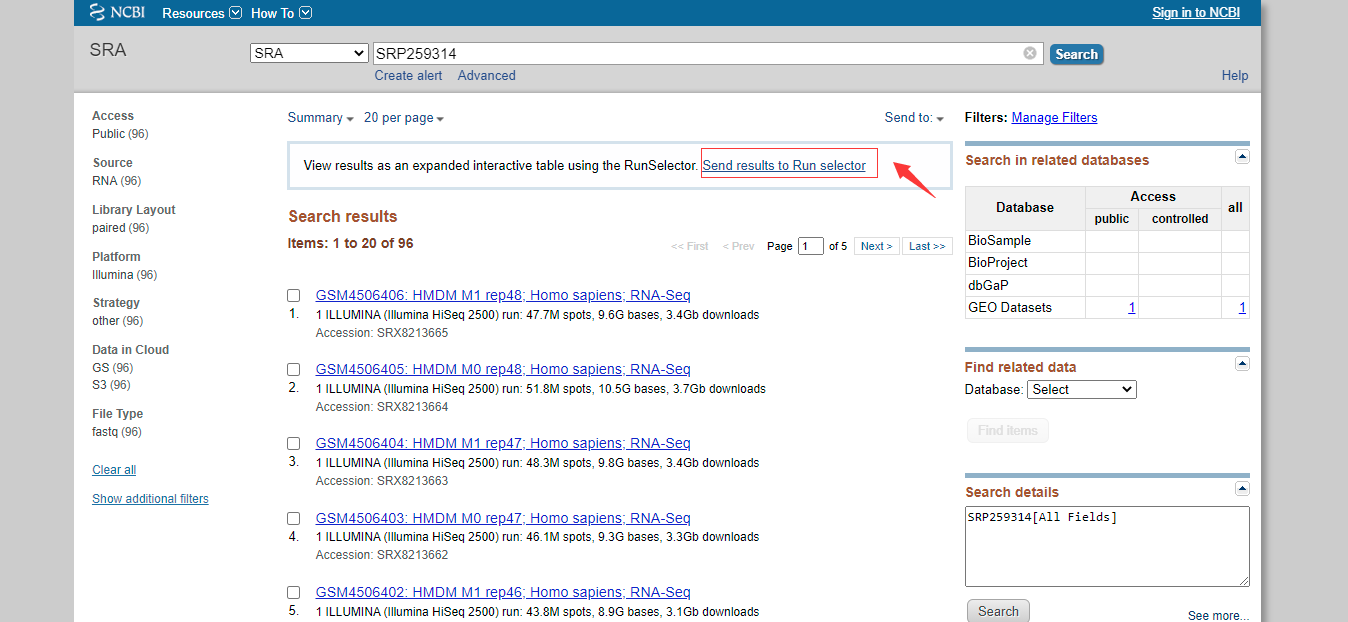 NCBI Resources How To Sign in to NCBI
SRA SRA SRP259314 Search
Create alert Advanced Help
Access
Public (96)
Source
RNA (96)
Library Layout
paired (96)
Platform
Illumina (96)
Strategy
other (96)
Data in Cloud
GS (96)
S3 (96)
File Type
fastq (96)
Clear all
Show additional filters
Summary 20 per page Send to:
View results as an expanded interactive table using the RunSelector. Send results to Run selector
Search results
Items: 1 to 20 of 96
<< First < Prev Page 1 of 5 Next > Last >>
GSM4506406: HMDM M1 rep48; Homo sapiens; RNA-Seq
1. 1 ILLUMINA (Illumina HiSeq 2500) run: 47.7M spots, 9.6G bases, 3.4Gb downloads
Accession: SRX8213665
GSM4506405: HMDM M0 rep48; Homo sapiens; RNA-Seq
2. 1 ILLUMINA (Illumina HiSeq 2500) run: 51.8M spots, 10.5G bases, 3.7Gb downloads
Accession: SRX8213664
GSM4506404: HMDM M1 rep47; Homo sapiens; RNA-Seq
3. 1 ILLUMINA (Illumina HiSeq 2500) run: 48.3M spots, 9.8G bases, 3.4Gb downloads
Accession: SRX8213663
GSM4506403: HMDM M0 rep47; Homo sapiens; RNA-Seq
4. 1 ILLUMINA (Illumina HiSeq 2500) run: 46.1M spots, 9.3G bases, 3.3Gb downloads
Accession: SRX8213662
GSM4506402: HMDM M1 rep46; Homo sapiens; RNA-Seq
5. 1 ILLUMINA (Illumina HiSeq 2500) run: 43.8M spots, 8.9G bases, 3.1Gb downloads
Filters: Manage Filters
Search in related databases
Database Access all
public controlled
BioSample
BioProject
dbGaP
GEO Datasets 1 1
Find related data
Database: Select
Find items
Search details
SRP259314[All Fields]
Search
See more...